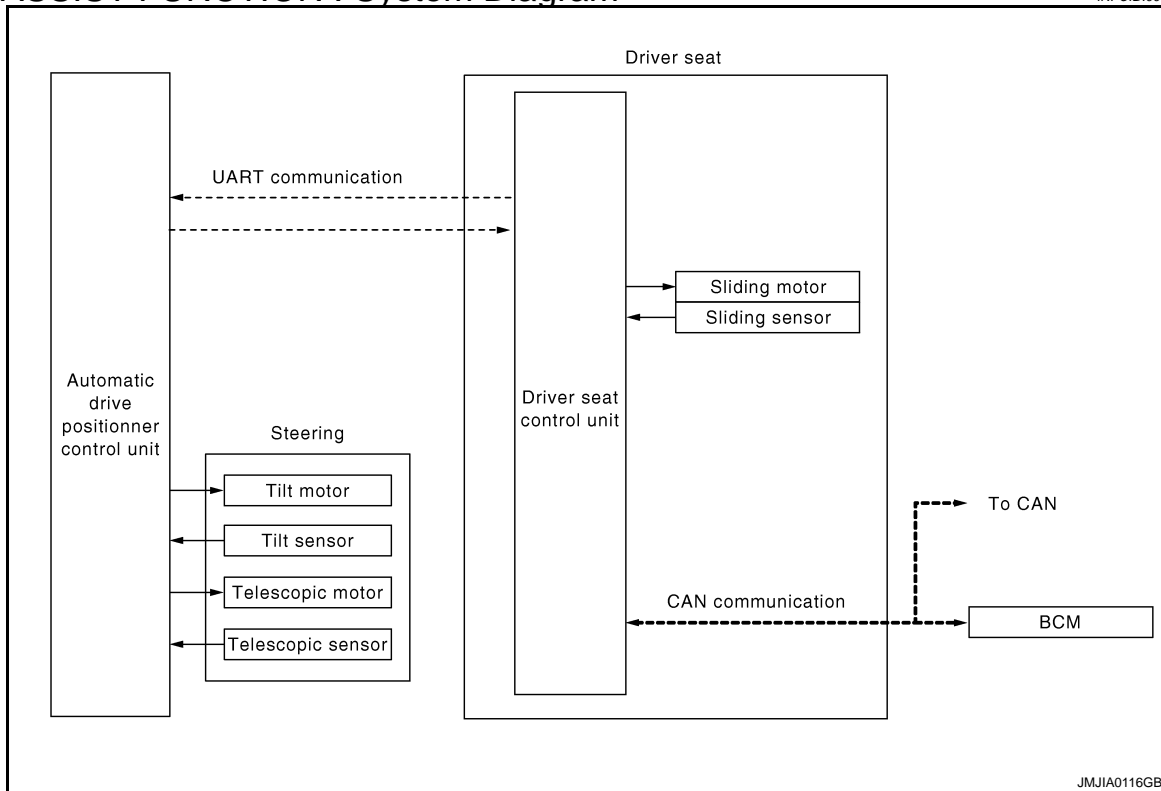 Driver seat
UART communication
Sliding motor
Sliding sensor
Automatic
drive
positionner
control unit
Driver seat
control unit
Steering
Tilt motor
Tilt sensor
Telescopic motor
Telescopic sensor
To CAN
CAN communication
BCM
JMJIA0116GB